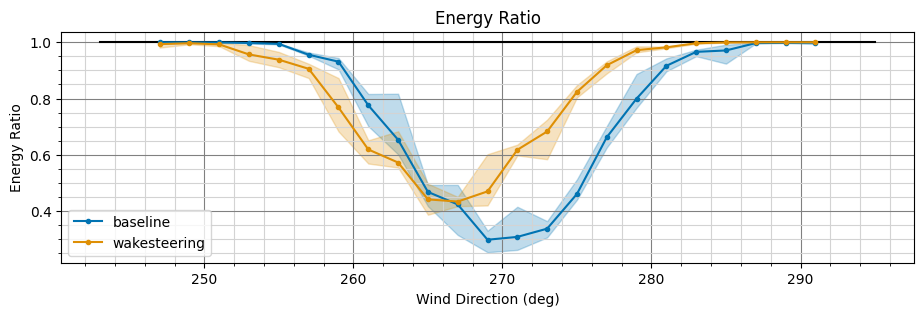 Energy Ratio
1.0
0.8
0.6
0.4
Energy Ratio
baseline
wakesteering
250 260 270 280 290
Wind Direction (deg)